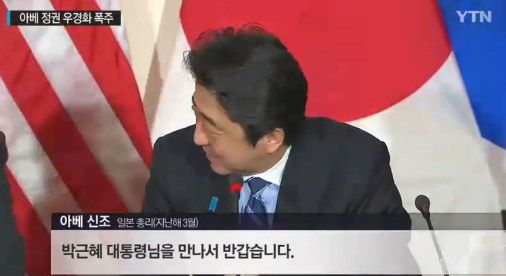 아베 정권 우경화 폭주
YTN
아베 신조 일본 총리(지난해 3월)
박근혜 대통령님을 만나서 반갑습니다.